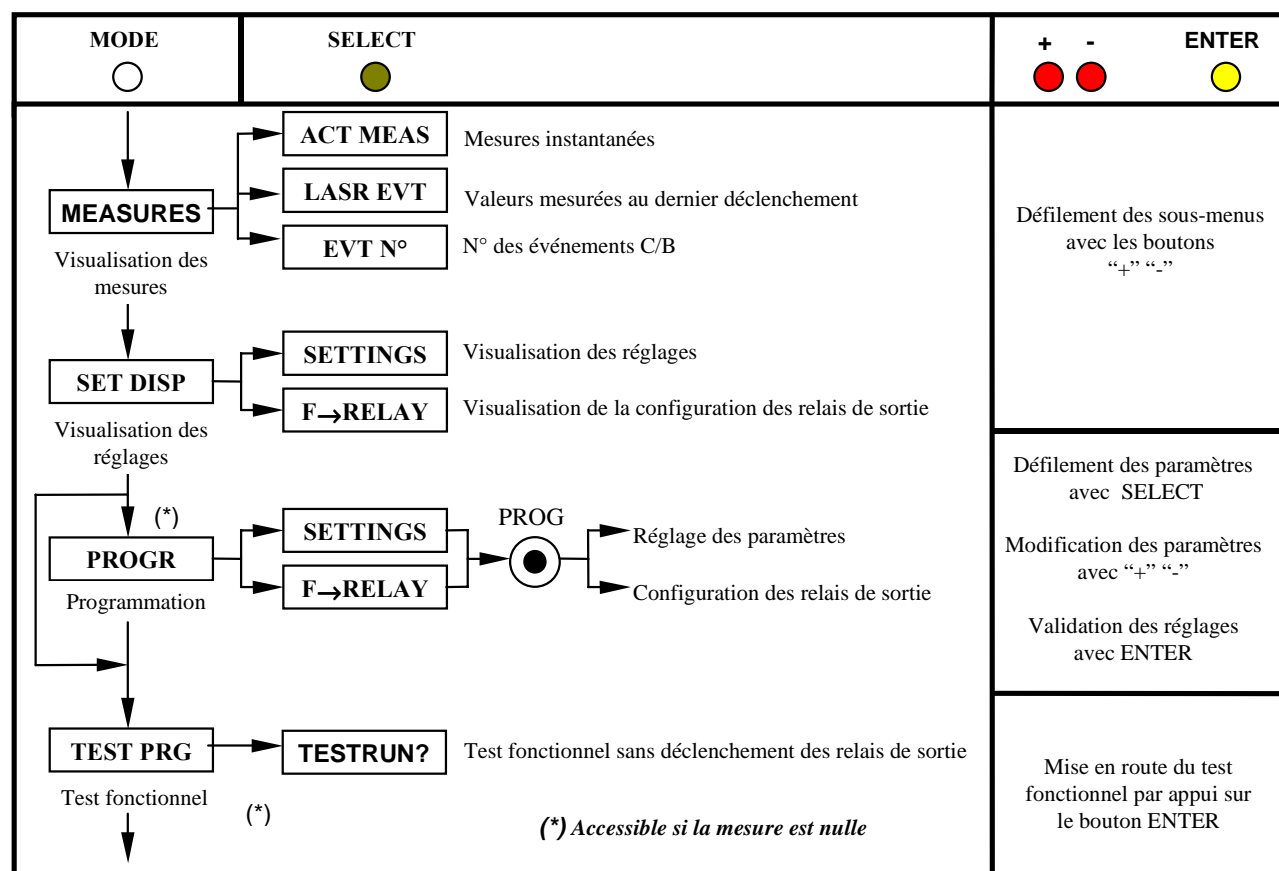 MODE
SELECT
+ -
ENTER
MEASURES
Visualisation des
mesures
ACT MEAS
Mesures instantanées
LASR EVT
Valeurs mesurées au dernier déclenchement
EVT N°
N° des événements C/B
Défilement des sous-menus
avec les boutons
“+” “-”
SET DISP
Visualisation des
réglages
SETTINGS
Visualisation des réglages
F→RELAY
Visualisation de la configuration des relais de sortie
(*)
PROGR
Programmation
SETTINGS
F→RELAY
PROG
Réglage des paramètres
Configuration des relais de sortie
Défilement des paramètres
avec SELECT
Modification des paramètres
avec “+” “-”
Validation des réglages
avec ENTER
TEST PRG
Test fonctionnel
(*)
TESTRUN?
Test fonctionnel sans déclenchement des relais de sortie
(*) Accessible si la mesure est nulle
Mise en route du test
fonctionnel par appui sur
le bouton ENTER